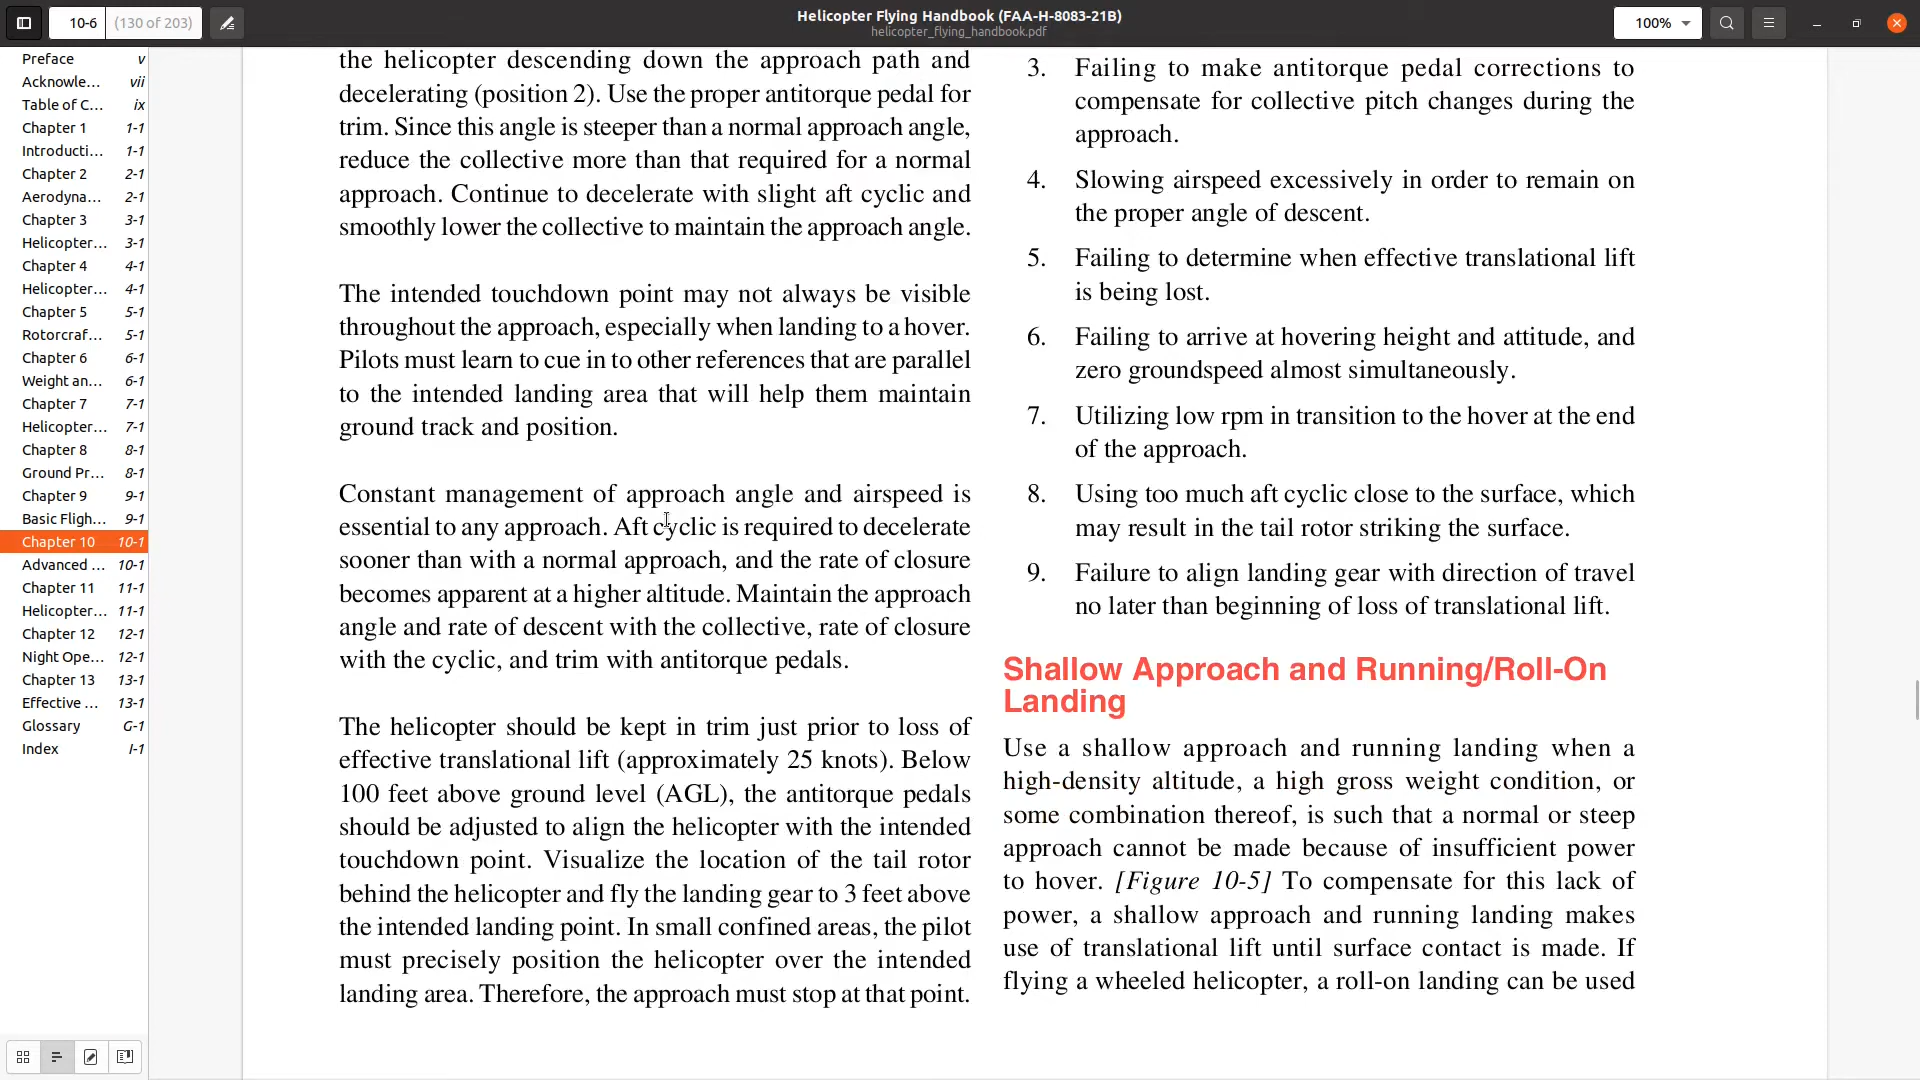 10-6 (130 of 203)
Helicopter Flying Handbook (FAA-H-8083-21B)
helicopter_flying_handbook.pdf
100%
Preface v
Acknowle... vii
Table of C... ix
Chapter 1 1-1
Introducti... 1-1
Chapter 2 2-1
Aerodyna... 2-1
Chapter 3 3-1
Helicopter... 3-1
Chapter 4 4-1
Helicopter... 4-1
Chapter 5 5-1
Rotorcraf... 5-1
Chapter 6 6-1
Weight an... 6-1
Chapter 7 7-1
Helicopter... 7-1
Chapter 8 8-1
Ground Pr... 8-1
Chapter 9 9-1
Basic Fligh... 9-1
Chapter 10 10-1
Advanced ... 10-1
Chapter 11 11-1
Helicopter... 11-1
Chapter 12 12-1
Night Ope... 12-1
Chapter 13 13-1
Effective ... 13-1
Glossary G-1
Index I-1
the helicopter descending down the approach path and
decelerating (position 2). Use the proper antitorque pedal for
trim. Since this angle is steeper than a normal approach angle,
reduce the collective more than that required for a normal
approach. Continue to decelerate with slight aft cyclic and
smoothly lower the collective to maintain the approach angle.
The intended touchdown point may not always be visible
throughout the approach, especially when landing to a hover.
Pilots must learn to cue in to other references that are parallel
to the intended landing area that will help them maintain
ground track and position.
Constant management of approach angle and airspeed is
essential to any approach. Aft cyclic is required to decelerate
sooner than with a normal approach, and the rate of closure
becomes apparent at a higher altitude. Maintain the approach
angle and rate of descent with the collective, rate of closure
with the cyclic, and trim with antitorque pedals.
The helicopter should be kept in trim just prior to loss of
effective translational lift (approximately 25 knots). Below
100 feet above ground level (AGL), the antitorque pedals
should be adjusted to align the helicopter with the intended
touchdown point. Visualize the location of the tail rotor
behind the helicopter and fly the landing gear to 3 feet above
the intended landing point. In small confined areas, the pilot
must precisely position the helicopter over the intended
landing area. Therefore, the approach must stop at that point.
3. Failing to make antitorque pedal corrections to
compensate for collective pitch changes during the
approach.
4. Slowing airspeed excessively in order to remain on
the proper angle of descent.
5. Failing to determine when effective translational lift
is being lost.
6. Failing to arrive at hovering height and attitude, and
zero groundspeed almost simultaneously.
7. Utilizing low rpm in transition to the hover at the end
of the approach.
8. Using too much aft cyclic close to the surface, which
may result in the tail rotor striking the surface.
9. Failure to align landing gear with direction of travel
no later than beginning of loss of translational lift.
Shallow Approach and Running/Roll-On
Landing
Use a shallow approach and running landing when a
high-density altitude, a high gross weight condition, or
some combination thereof, is such that a normal or steep
approach cannot be made because of insufficient power
to hover. [Figure 10-5] To compensate for this lack of
power, a shallow approach and running landing makes
use of translational lift until surface contact is made. If
flying a wheeled helicopter, a roll-on landing can be used